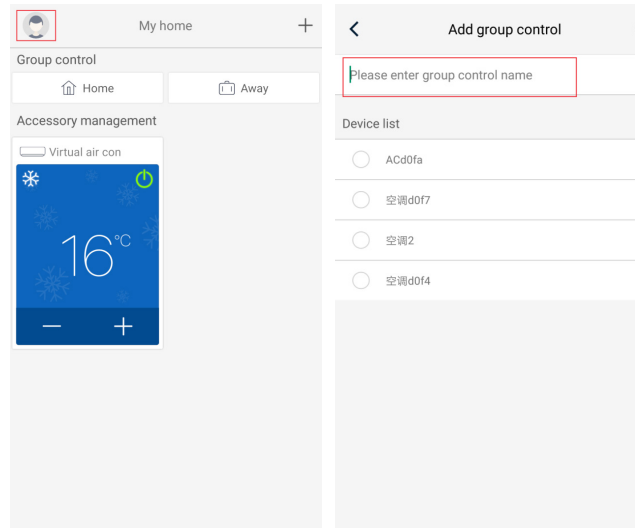 My home
Group control
Home
Away
Accessory management
Virtual air con
16°C
Add group control
Please enter group control name
Device list
ACd0fa
空调d0f7
空调2
空调d0f4